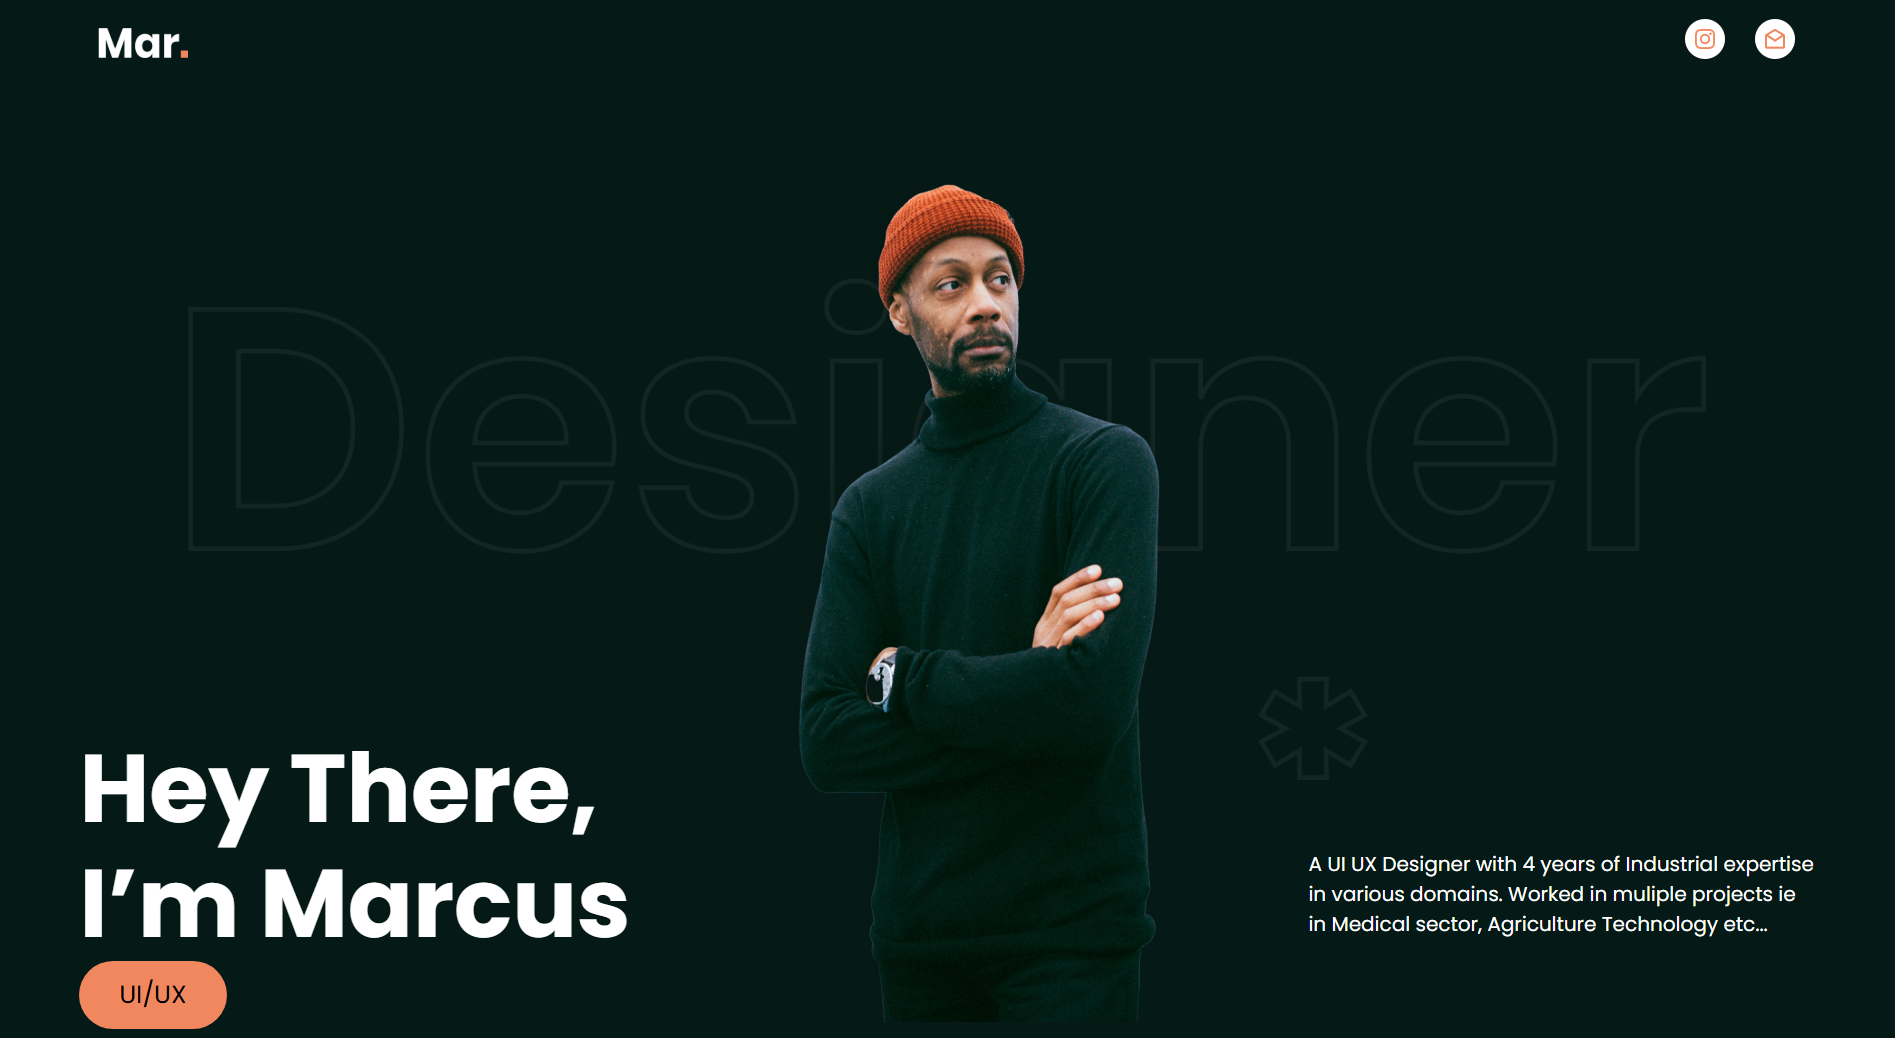 Mar.
Designer
Hey There,
I’m Marcus
UI/UX
A UI UX Designer with 4 years of Industrial expertise
in various domains. Worked in muliple projects ie
in Medical sector, Agriculture Technology etc...